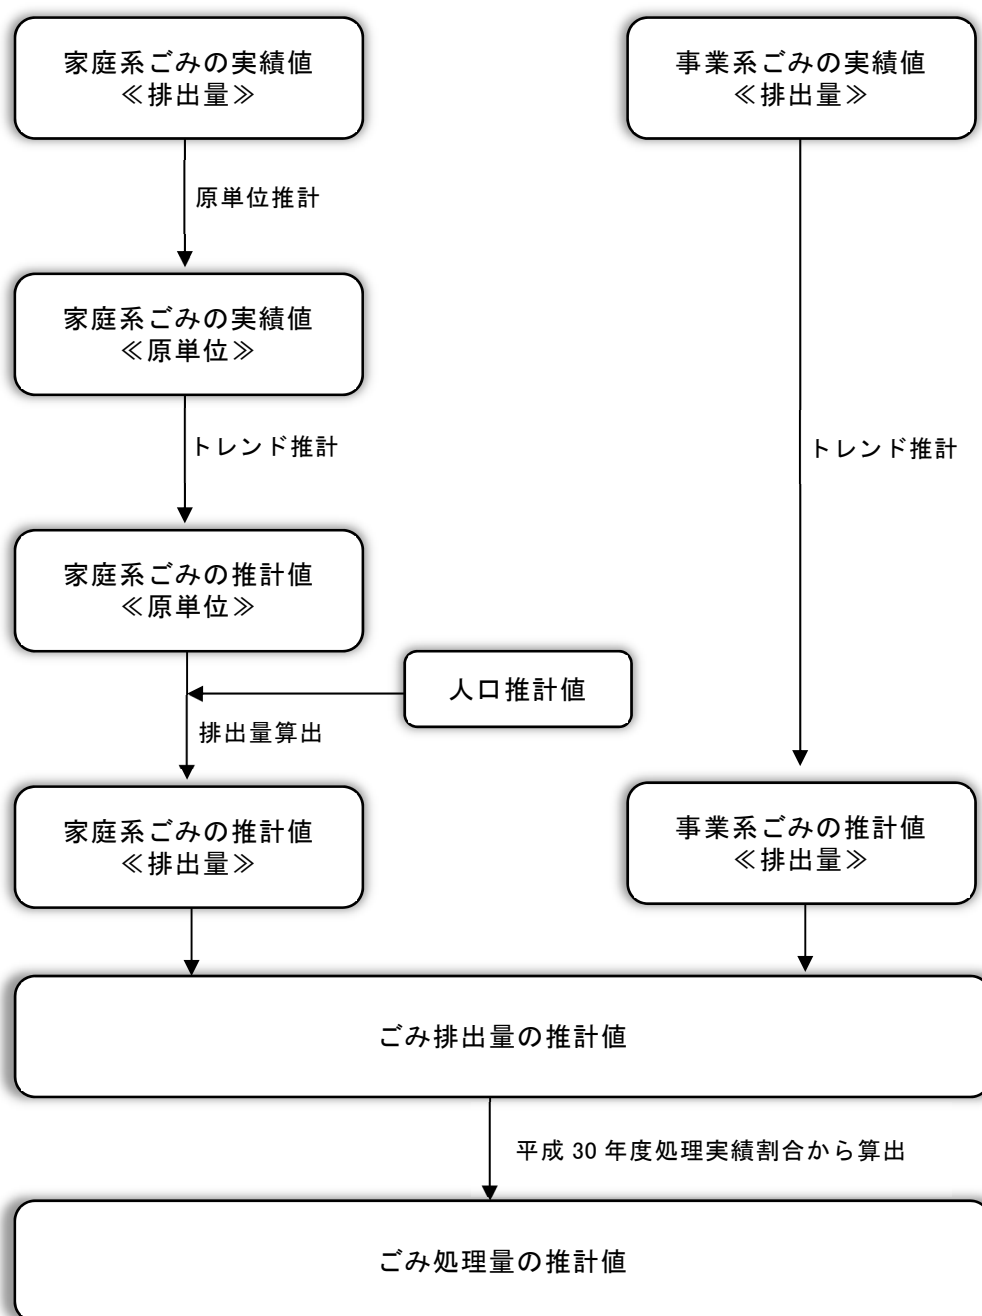 家庭系ごみの実績値
≪排出量≫
事業系ごみの実績値
≪排出量≫
原単位推計
家庭系ごみの実績値
≪原単位≫
トレンド推計
トレンド推計
家庭系ごみの推計値
≪原単位≫
人口推計値
排出量算出
家庭系ごみの推計値
≪排出量≫
事業系ごみの推計値
≪排出量≫
ごみ排出量の推計値
平成 30 年度処理実績割合から算出
ごみ処理量の推計値